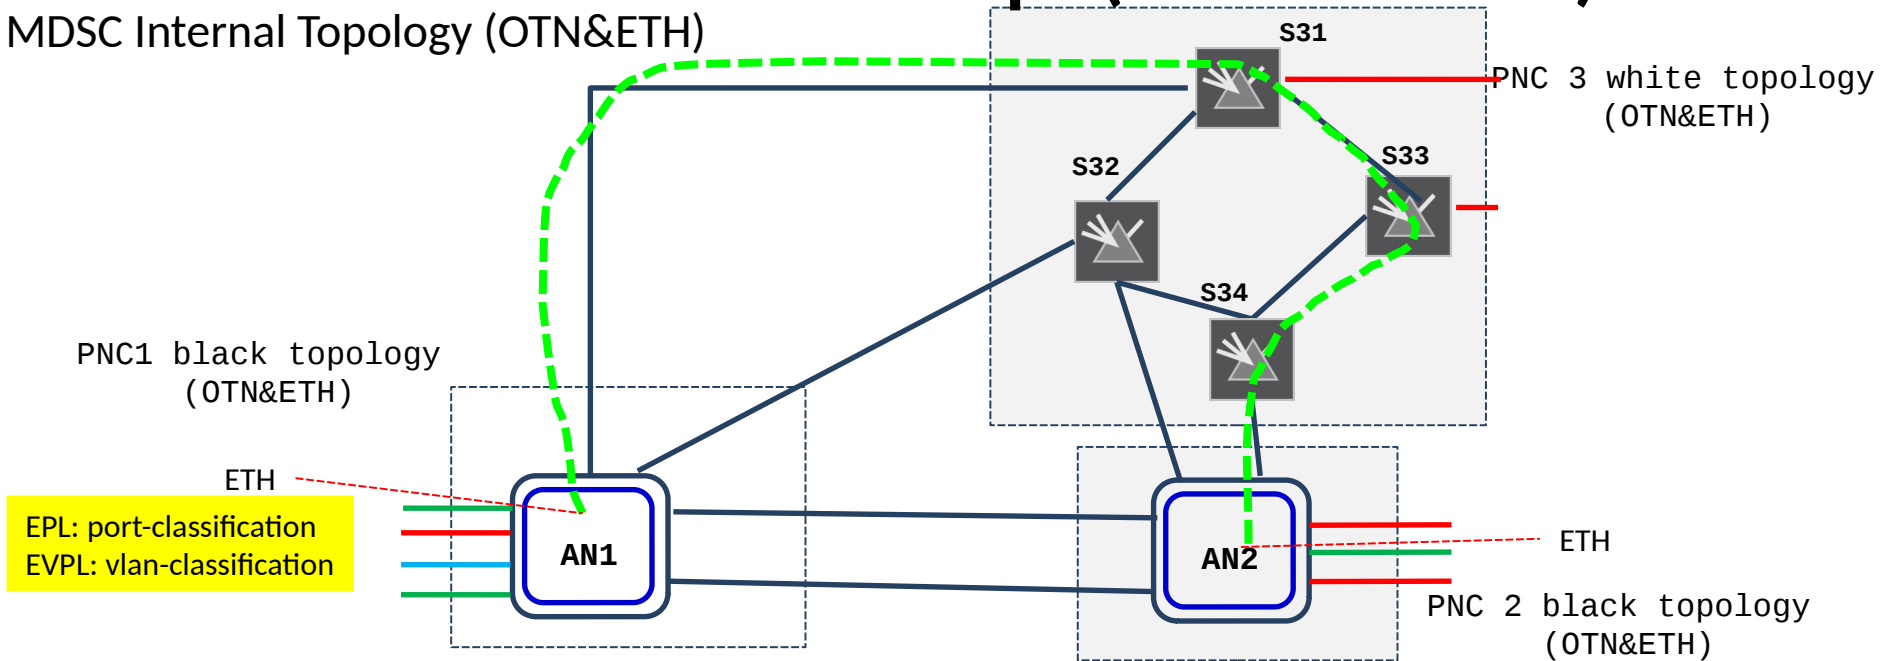 MDSC Internal Topology (OTN&ETH)
S31
PNC 3 white topology
(OTN&ETH)
S33
S32
S34
PNC1 black topology
(OTN&ETH)
ETH
EPL: port-classification
EVPL: vlan-classification
AN1
AN2
ETH
PNC 2 black topology
(OTN&ETH)